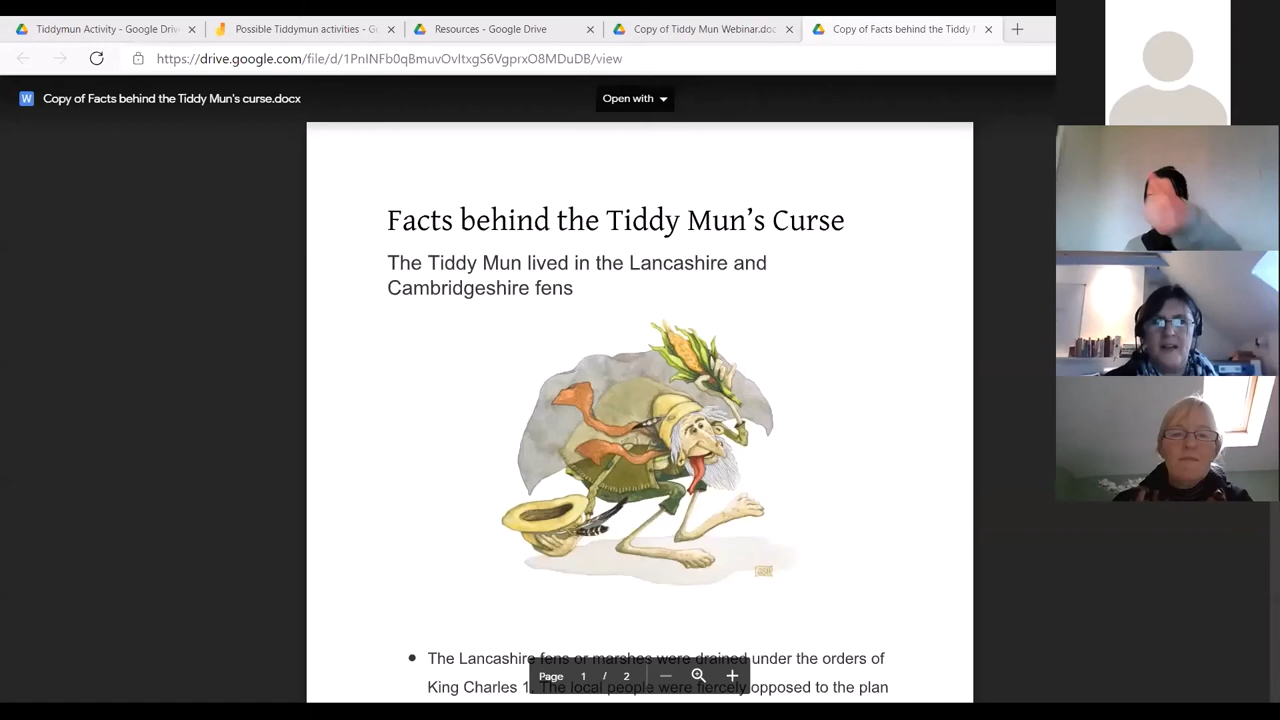 Tiddymun Activity - Google Driv
Possible Tiddymun activities - G
Resources - Google Drive
Copy of Tiddy Mun Webinar.doc
Copy of Facts behind the Tiddy
https://drive.google.com/file/d/1PnINFb0qBmuvOvItxgS6VgprxO8MDuDB/view
W Copy of Facts behind the Tiddy Mun's curse.docx
Open with
Facts behind the Tiddy Mun's Curse
The Tiddy Mun lived in the Lancashire and
Cambridgeshire fens
• The Lancashire fens or marshes were drained under the orders of
King Charles 1. The local people were fiercely opposed to the plan
Page 1 / 2